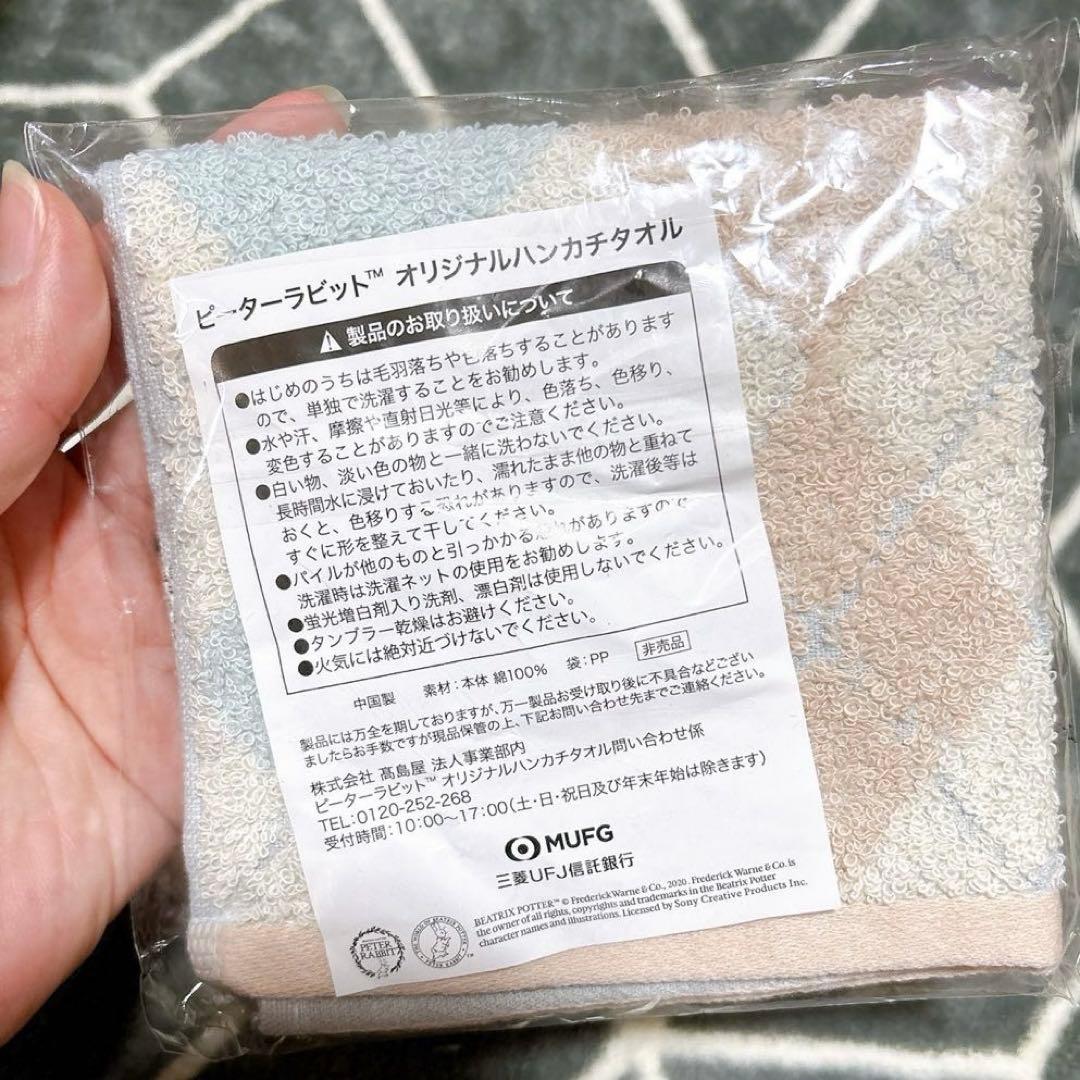 ピーターラビット™ オリジナルハンカチタオル
製品のお取り扱いについて
●はじめのうちは毛羽落ちや色落ちすることがあります
ので、単独で洗濯することをお勧めします。
●水や汗、摩擦や直射日光等により、色落ち、色移り、
変色することがありますのでご注意ください。
●白い物、淡い色の物と一緒に洗わないでください。
長時間水に浸けておいたり、濡れたまま他の物と重ねて
おくと、色移りする恐れがありますので、洗濯後等は
すぐに形を整えて干してください。
●パイルが他のものと引っかかる恐れがありますので
洗濯時は洗濯ネットの使用をお勧めします。
●蛍光増白剤入り洗剤、漂白剤は使用しないでください。
●タンブラー乾燥はお避けください。
●火気には絶対近づけないでください。
中国製 素材:本体 綿100% 袋:PP 非売品
製品には万全を期しておりますが、万一製品お受け取り後に不具合などござい
ましたらお手数ですが現品保管の上、下記お問い合わせ先までご連絡ください。
株式会社 髙島屋 法人事業部内
ピーターラビット™ オリジナルハンカチタオル問い合わせ係
TEL:0120-252-268
受付時間:10:00〜17:00(土・日・祝日及び年末年始は除きます)
MUFG
三菱UFJ信託銀行
BEATRIX POTTER™ © Frederick Warne & Co., 2020. Frederick Warne & Co. is
the owner of all rights, copyrights and trademarks in the Beatrix Potter
character names and illustrations. Licensed by Sony Creative Products Inc.
PETER RABBIT
THE WORLD OF BEATRIX POTTER
PETER RABBIT ™